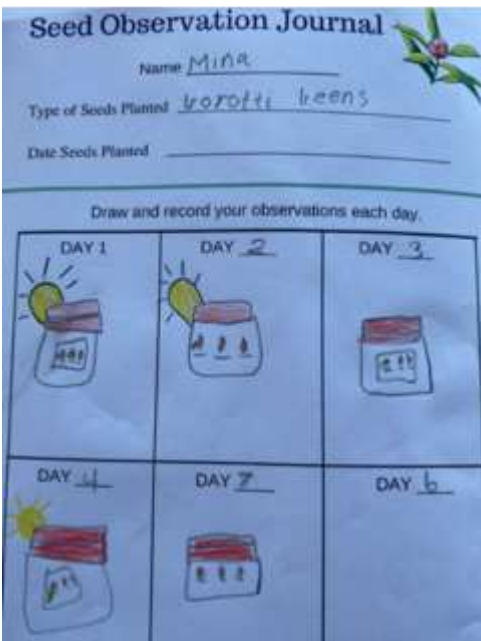 Seed Observation Journal
Name Mina
Type of Seeds Planted borotti beens
Date Seeds Planted
Draw and record your observations each day.
DAY 1 DAY 2 DAY 3
DAY 4 DAY 7 DAY 6